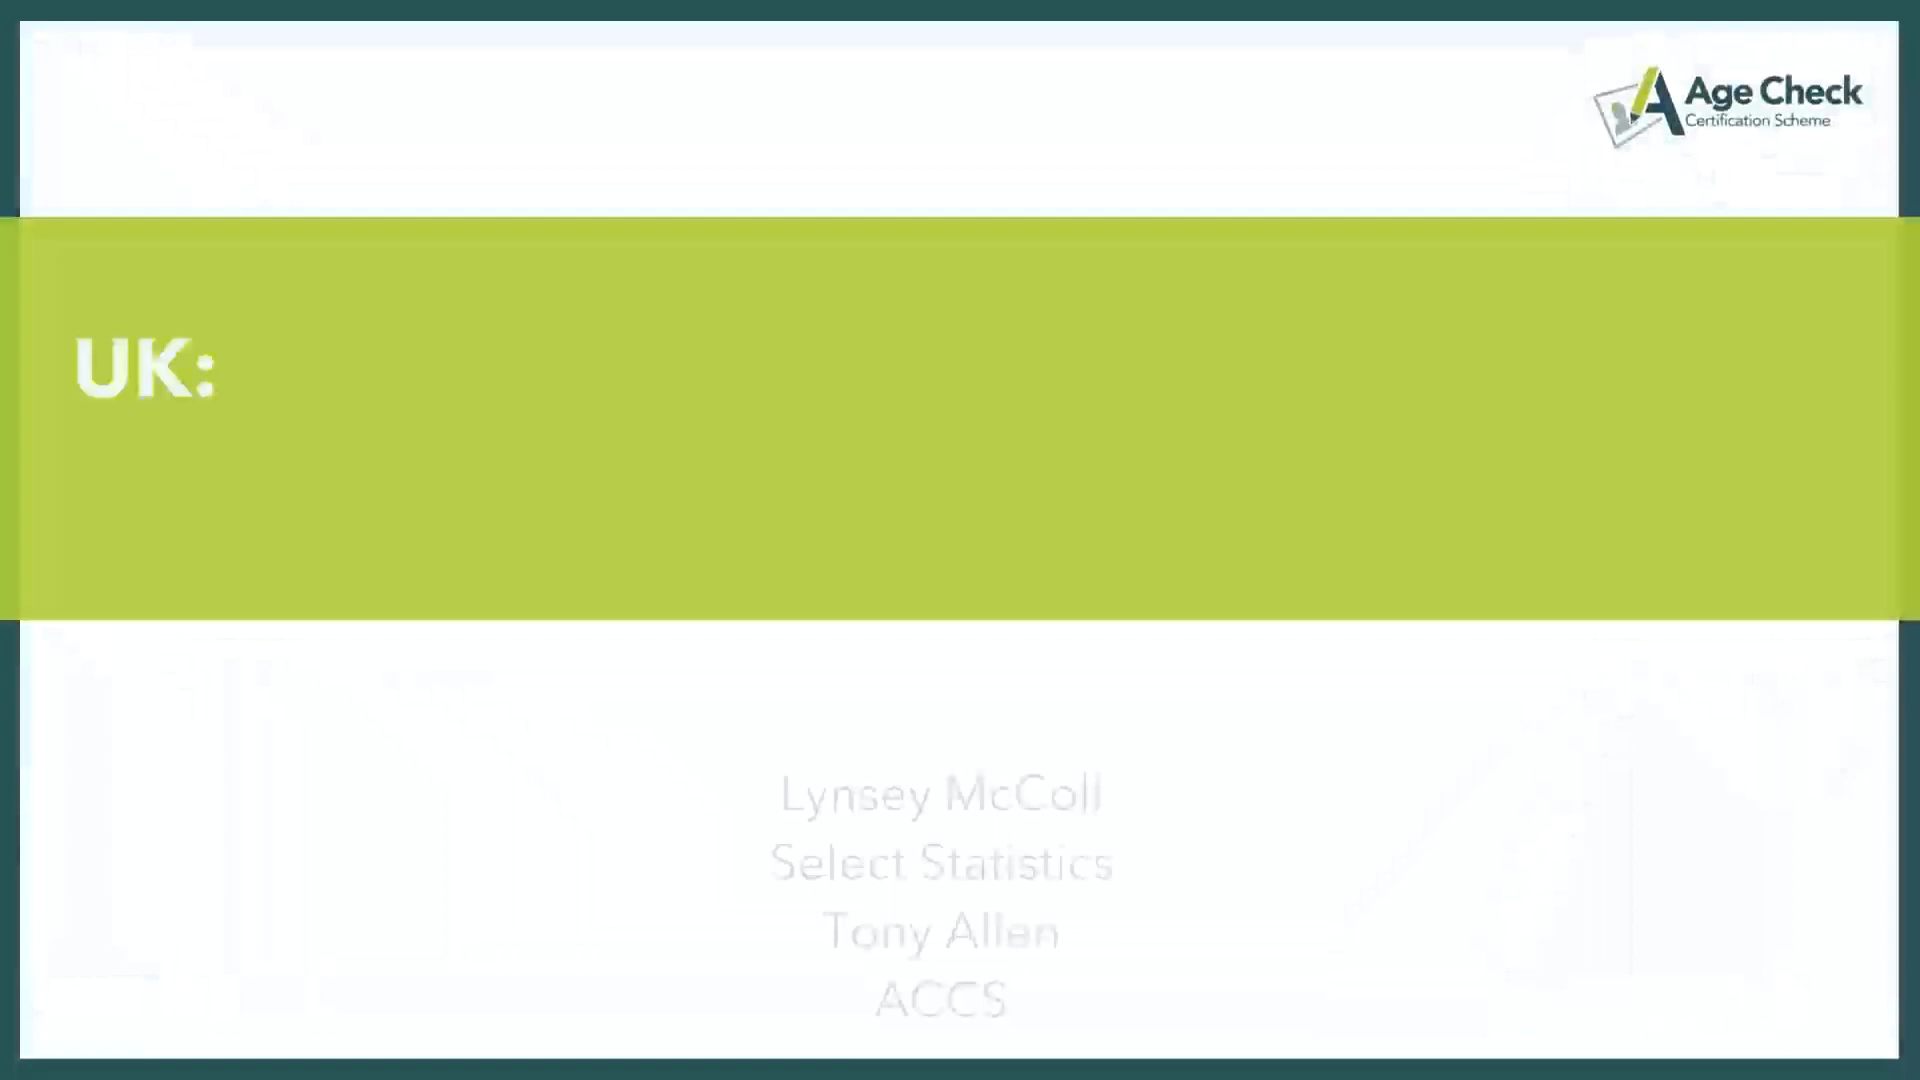 Age Check
Certification Scheme
UK:
Lynsey McColl
Select Statistics
Tony Allen
ACCS